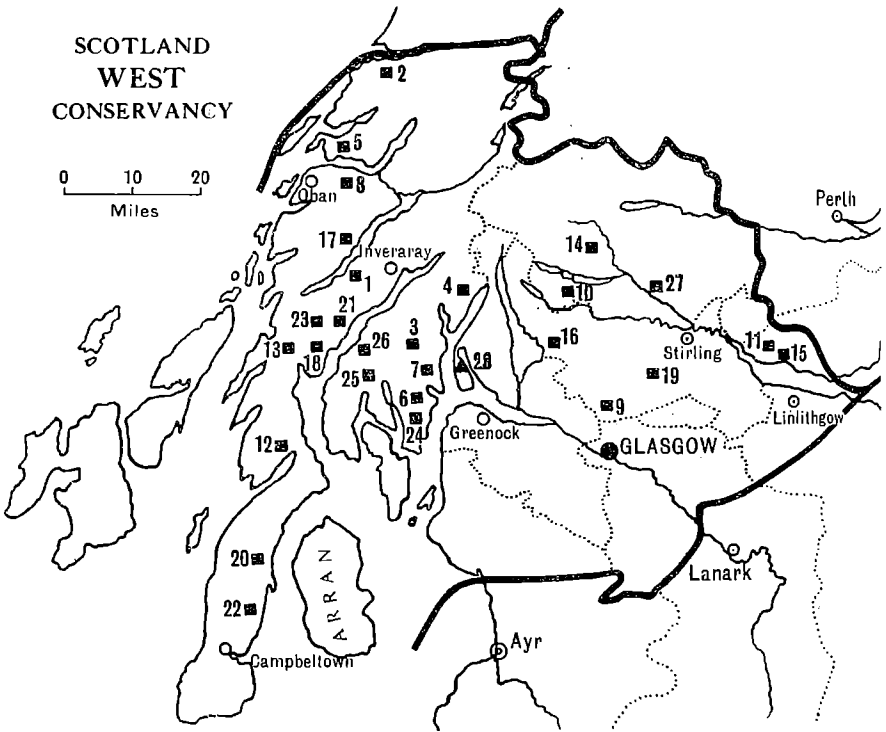 SCOTLAND
WEST
CONSERVANCY
0 10 20
Miles
2
5
Oban
8
Perth
17
Inveraray
14
1
4
10
27
23
21
13
18
26
3
16
Stirling
11
15
7
28
25
19
6
9
Linlithgow
24
Greenock
12
GLASGOW
20
ARRAN
Lanark
22
Ayr
Campbeltown